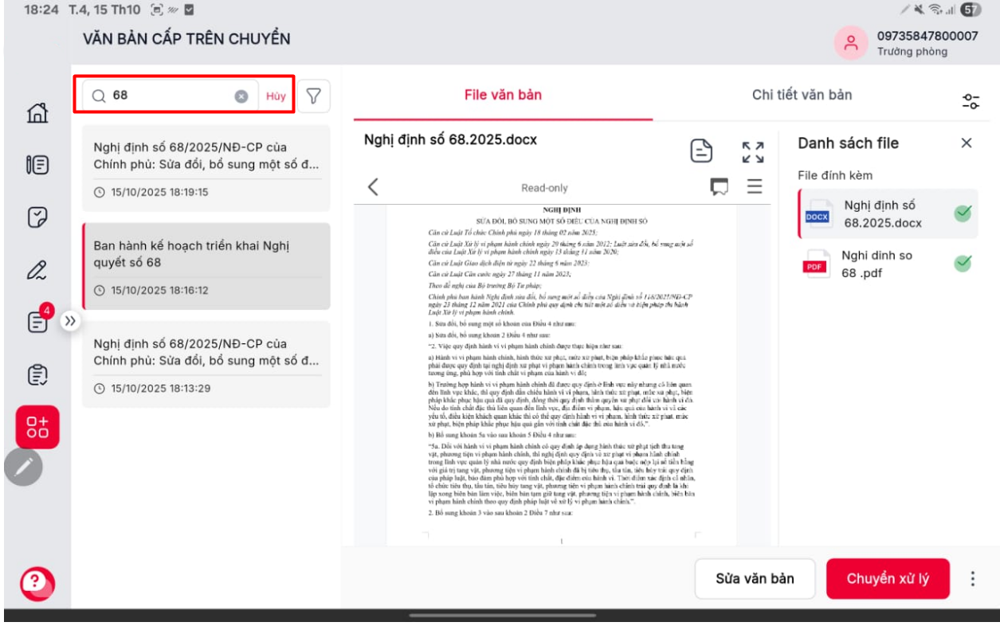 18:24 T.4, 15 Th10
57
VĂN BẢN CẤP TRÊN CHUYỂN
09735847800007
Trưởng phòng
68
Hủy
Nghị định số 68/2025/NĐ-CP của
Chính phủ: Sửa đổi, bổ sung một số đ...
15/10/2025 18:19:15
Ban hành kế hoạch triển khai Nghị
quyết số 68
15/10/2025 18:16:12
4
Nghị định số 68/2025/NĐ-CP của
Chính phủ: Sửa đổi, bổ sung một số đ...
15/10/2025 18:13:29
File văn bản
Chi tiết văn bản
Nghị định số 68.2025.docx
Read-only
NGHỊ ĐỊNH
SỬA ĐỔI, BỔ SUNG MỘT SỐ ĐIỀU CỦA NGHỊ ĐỊNH SỐ
Căn cứ Luật Tổ chức Chính phủ ngày 18 tháng 02 năm 2025;
Căn cứ Luật Xử lý vi phạm hành chính ngày 20 tháng 6 năm 2012; Luật sửa đổi, bổ sung một số
điều của Luật Xử lý vi phạm hành chính ngày 13 tháng 11 năm 2020;
Căn cứ Luật Giao dịch điện tử ngày 22 tháng 6 năm 2023;
Căn cứ Luật Căn cước ngày 27 tháng 11 năm 2023;
Theo đề nghị của Bộ trưởng Bộ Tư pháp;
Chính phủ ban hành Nghị định sửa đổi, bổ sung một số điều của Nghị định số 118/2021/NĐ-CP
ngày 23 tháng 12 năm 2021 của Chính phủ quy định chi tiết một số điều và biện pháp thi hành
Luật Xử lý vi phạm hành chính.
1. Sửa đổi, bổ sung một số khoản của Điều 4 như sau:
a) Sửa đổi, bổ sung khoản 2 Điều 4 như sau:
“2. Việc quy định hành vi vi phạm hành chính được thực hiện như sau:
a) Hành vi vi phạm hành chính, hình thức xử phạt, mức xử phạt, biện pháp khắc phục hậu quả
phải được quy định tại nghị định xử phạt vi phạm hành chính trong lĩnh vực quản lý nhà nước
tương ứng, phù hợp với tính chất vi phạm của hành vi đó;
b) Trường hợp hành vi vi phạm hành chính đã được quy định ở lĩnh vực này nhưng có liên quan
đến lĩnh vực khác, thì quy định dẫn chiếu hành vi vi phạm, hình thức xử phạt, mức xử phạt, biện
pháp khắc phục hậu quả đã quy định, đồng thời quy định thẩm quyền xử phạt đối với hành vi đó.
Nếu do tính chất đặc thù liên quan đến lĩnh vực, địa điểm vi phạm, hậu quả của hành vi và các
yếu tố, điều kiện khách quan khác thì có thể quy định hành vi vi phạm, hình thức xử phạt, mức
xử phạt, biện pháp khắc phục hậu quả gắn với tính chất đặc thù của hành vi đó.”.
b) Bổ sung khoản 5a vào sau khoản 5 Điều 4 như sau:
“5a. Đối với hành vi vi phạm hành chính có quy định áp dụng hình thức xử phạt tịch thu tang
vật, phương tiện vi phạm hành chính, thì nghị định quy định về xử phạt vi phạm hành chính
trong lĩnh vực quản lý nhà nước quy định biện pháp khắc phục hậu quả buộc nộp lại số tiền bằng
với giá trị tang vật, phương tiện vi phạm hành chính đã bị tiêu thụ, tẩu tán, tiêu hủy trái quy định
của pháp luật, bảo đảm phù hợp với tính chất, đặc điểm của hành vi. Thời điểm xác định cá nhân,
tổ chức tiêu thụ, tẩu tán, tiêu hủy tang vật, phương tiện vi phạm hành chính trái quy định là khi
lập xong biên bản làm việc, biên bản tạm giữ tang vật, phương tiện vi phạm hành chính, biên bản
vi phạm hành chính theo quy định pháp luật về xử lý vi phạm hành chính.”.
2. Bổ sung khoản 3 vào sau khoản 2 Điều 7 như sau:
1
Danh sách file
File đính kèm
DOCX
Nghị định số
68.2025.docx
PDF
Nghi dinh so
68 .pdf
Sửa văn bản
Chuyển xử lý